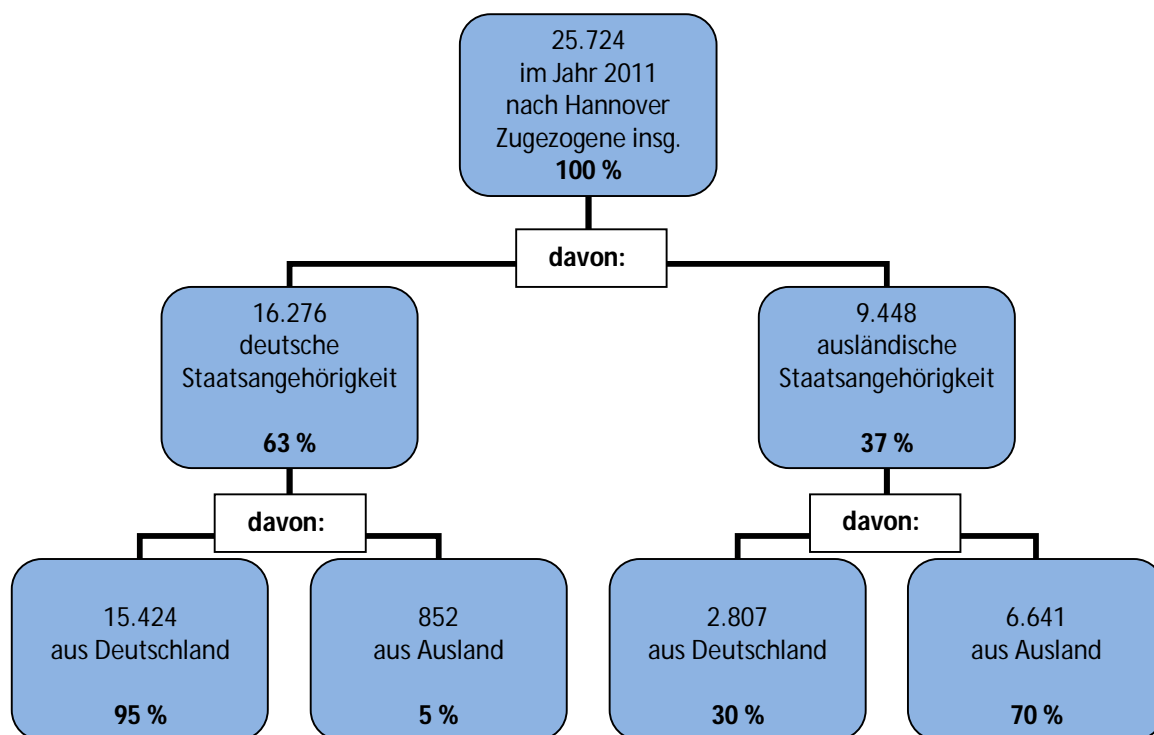 25.724
im Jahr 2011
nach Hannover
Zugezogene insg.
100 %
davon:
16.276
deutsche
Staatsangehörigkeit
63 %
9.448
ausländische
Staatsangehörigkeit
37 %
davon:
davon:
15.424
aus Deutschland
95 %
852
aus Ausland
5 %
2.807
aus Deutschland
30 %
6.641
aus Ausland
70 %